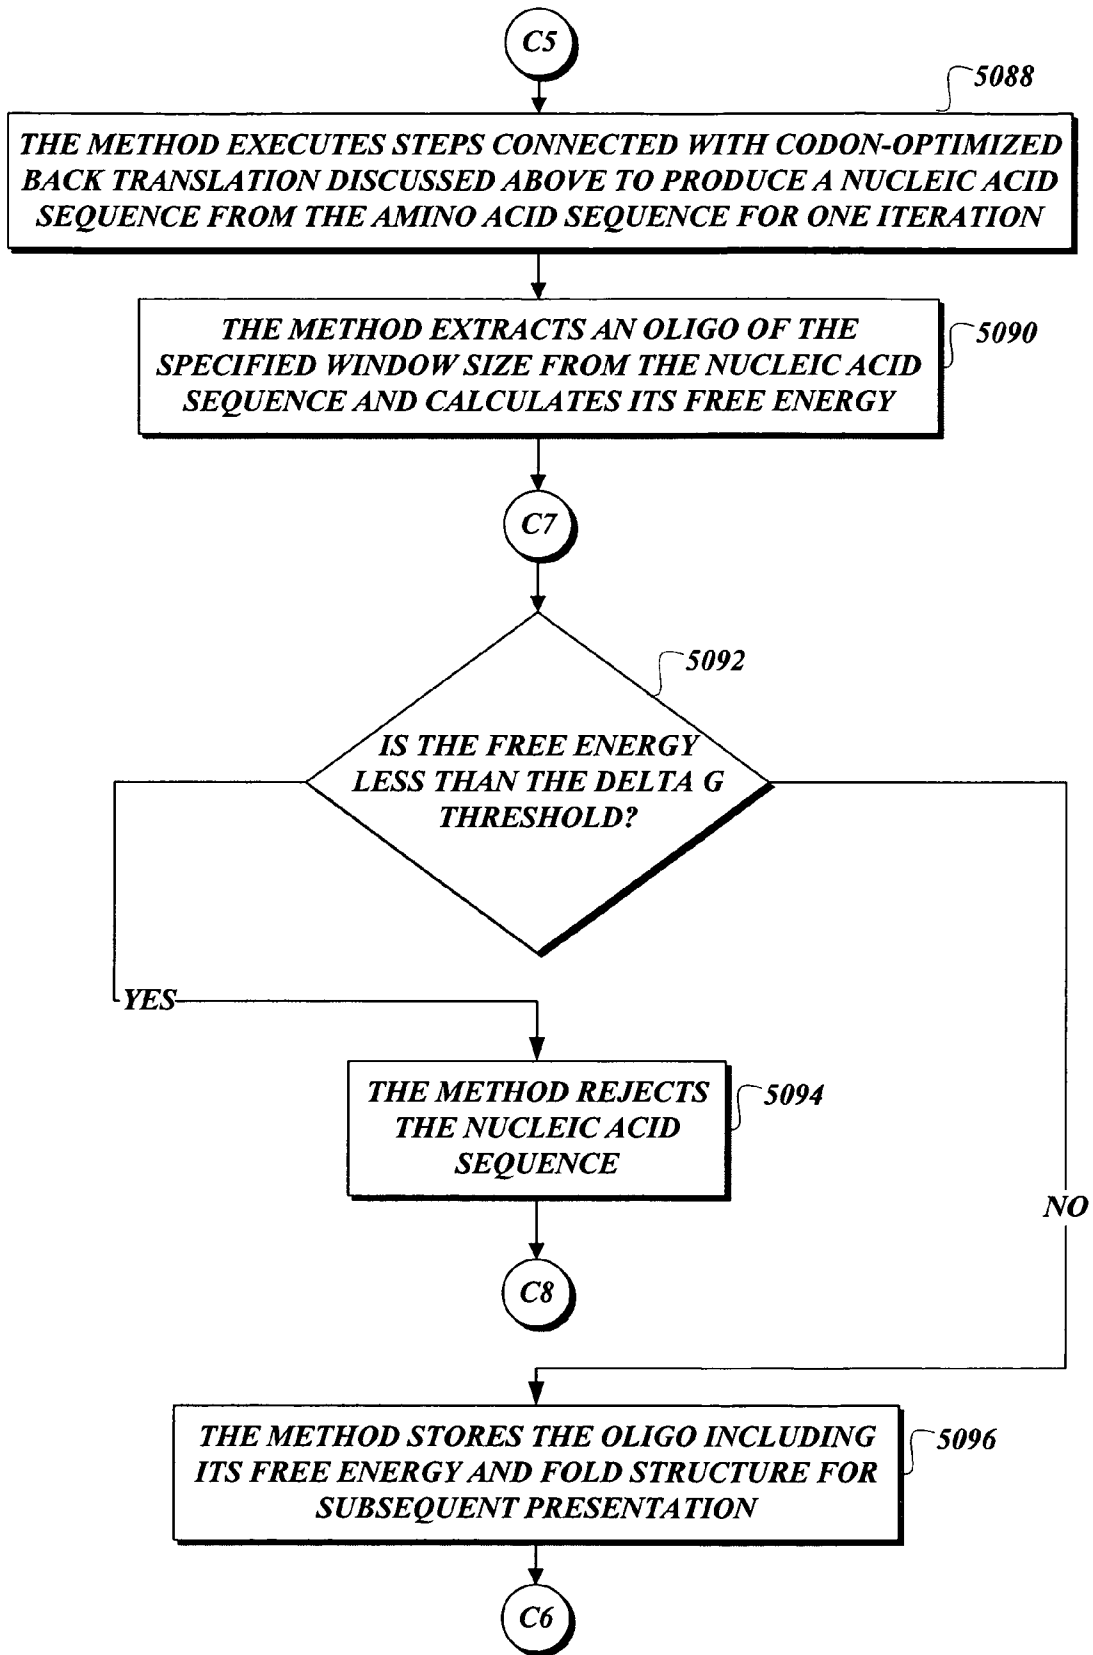 C5
5088
THE METHOD EXECUTES STEPS CONNECTED WITH CODON-OPTIMIZED
BACK TRANSLATION DISCUSSED ABOVE TO PRODUCE A NUCLEIC ACID
SEQUENCE FROM THE AMINO ACID SEQUENCE FOR ONE ITERATION
5090
THE METHOD EXTRACTS AN OLIGO OF THE
SPECIFIED WINDOW SIZE FROM THE NUCLEIC ACID
SEQUENCE AND CALCULATES ITS FREE ENERGY
C7
5092
IS THE FREE ENERGY
LESS THAN THE DELTA G
THRESHOLD?
YES
THE METHOD REJECTS
THE NUCLEIC ACID
SEQUENCE
5094
NO
C8
THE METHOD STORES THE OLIGO INCLUDING
ITS FREE ENERGY AND FOLD STRUCTURE FOR
SUBSEQUENT PRESENTATION
5096
C6